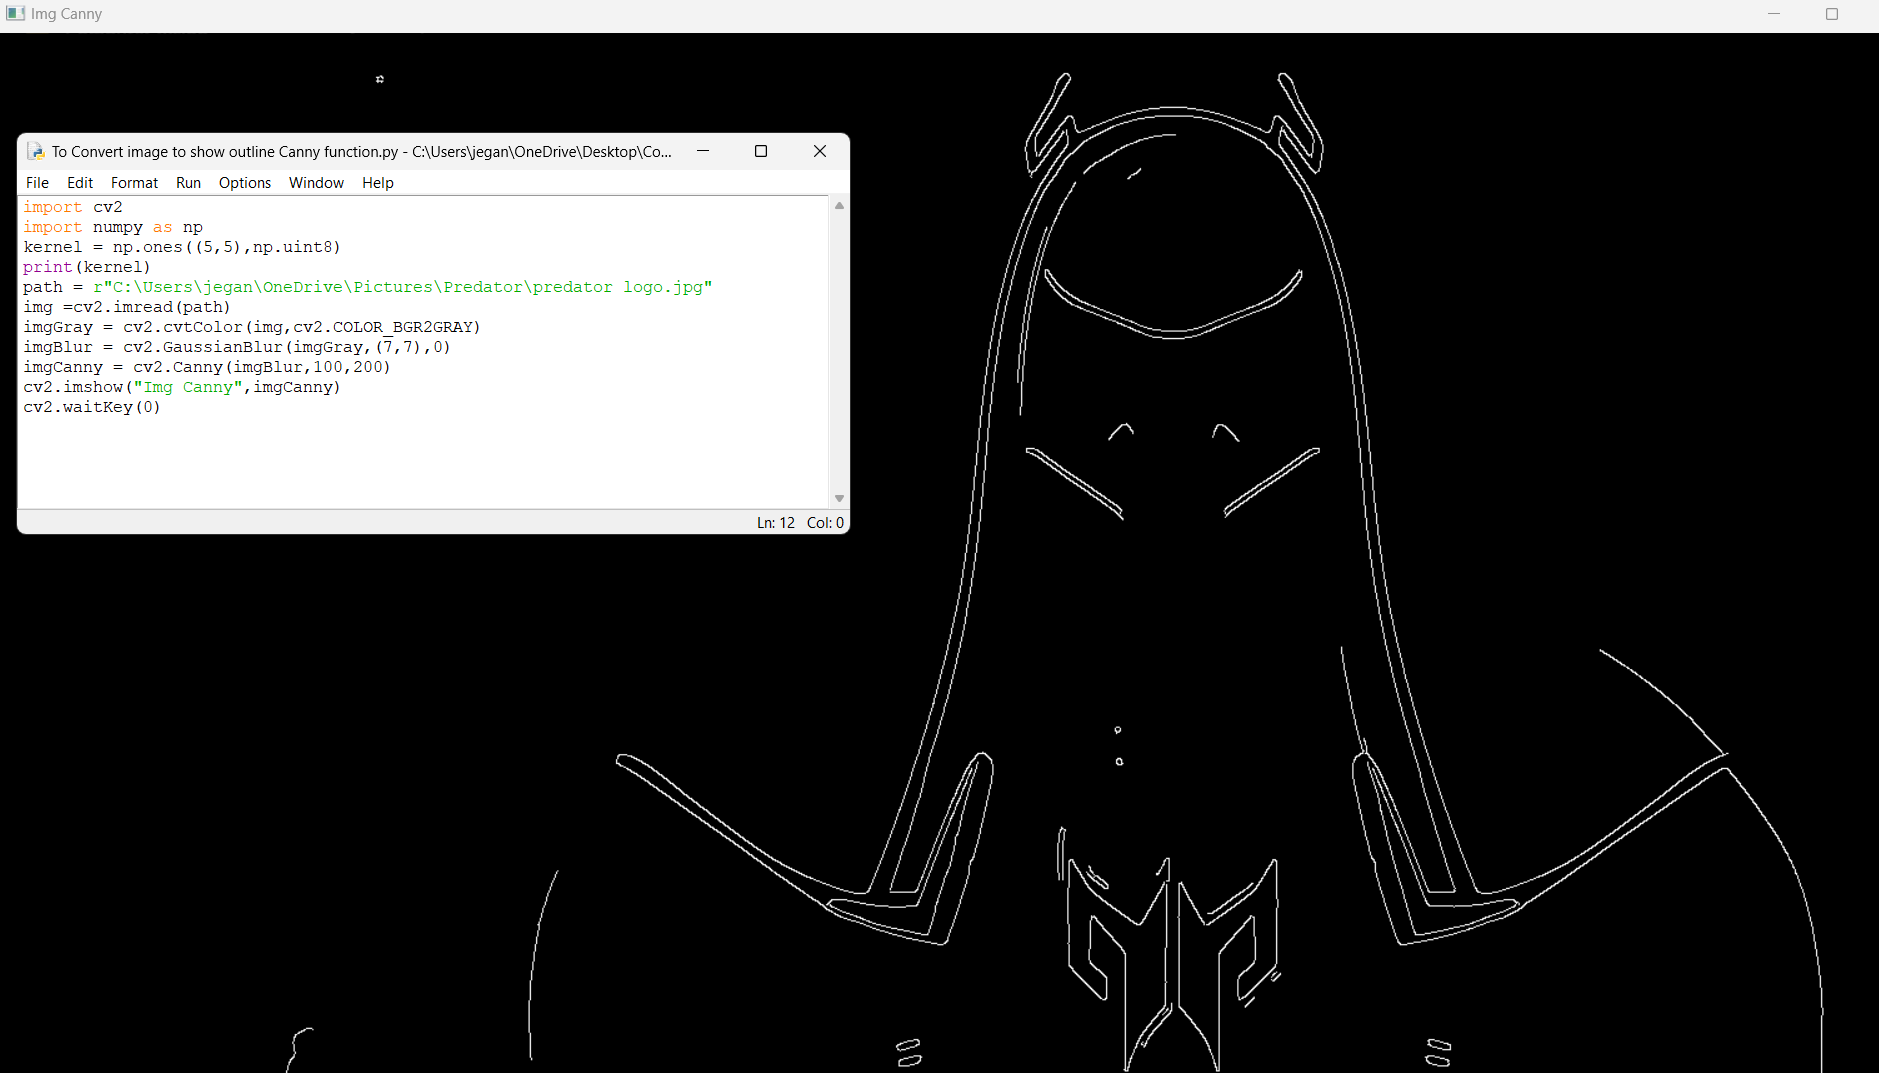 Img Canny
To Convert image to show outline Canny function.py - C:\Users\jegan\OneDrive\Desktop\Co...
File Edit Format Run Options Window Help
import cv2
import numpy as np
kernel = np.ones((5,5),np.uint8)
print(kernel)
path = r"C:\Users\jegan\OneDrive\Pictures\Predator\predator logo.jpg"
img =cv2.imread(path)
imgGray = cv2.cvtColor(img,cv2.COLOR_BGR2GRAY)
imgBlur = cv2.GaussianBlur(imgGray,(7,7),0)
imgCanny = cv2.Canny(imgBlur,100,200)
cv2.imshow("Img Canny",imgCanny)
cv2.waitKey(0)
Ln: 12 Col: 0